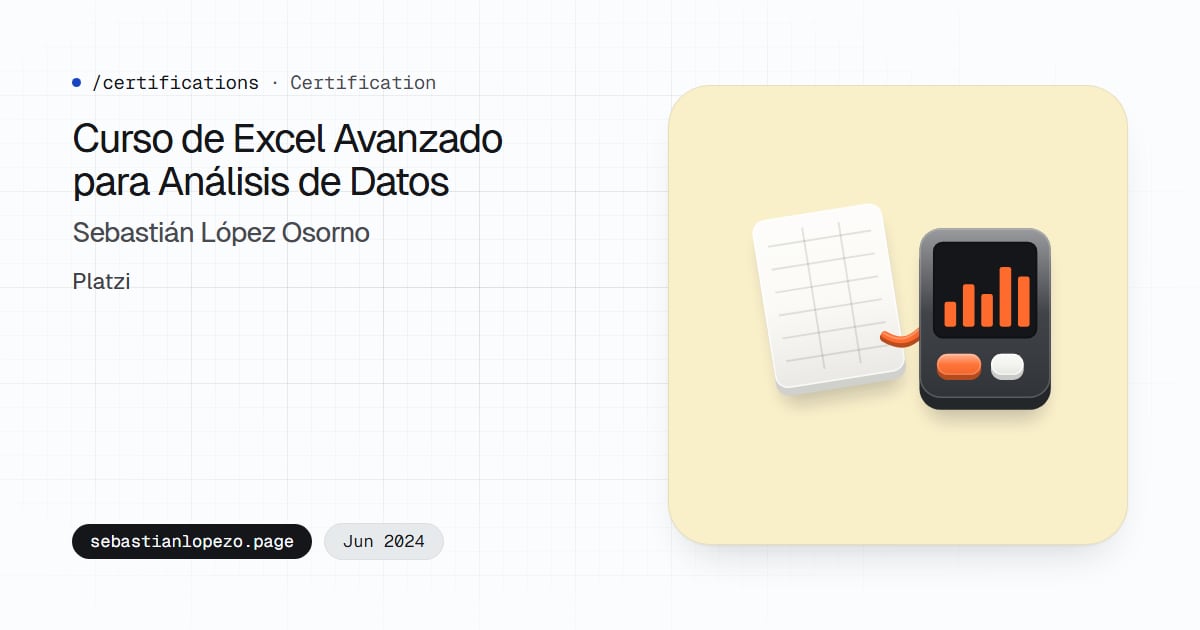 /certifications · Certification
Curso de Excel Avanzado
para Análisis de Datos
Sebastián López Osorno
Platzi
sebastianlopezo.page
Jun 2024